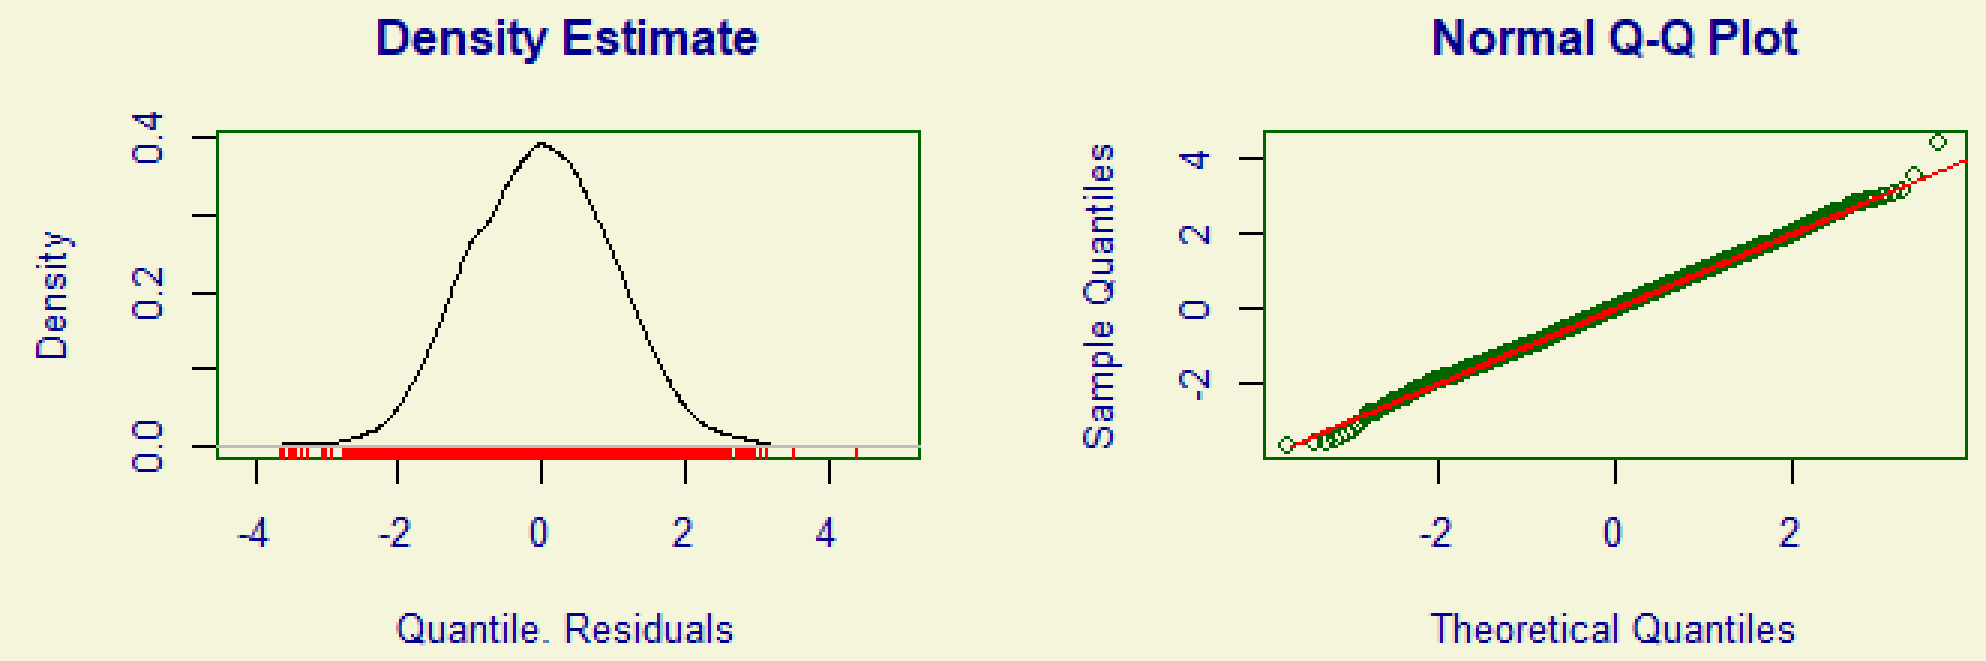 Density Estimate
Density
0.0
0.2
0.4
-4
-2
0
2
4
Quantile. Residuals
Normal Q-Q Plot
Sample Quantiles
-2
0
2
4
-2
0
2
Theoretical Quantiles